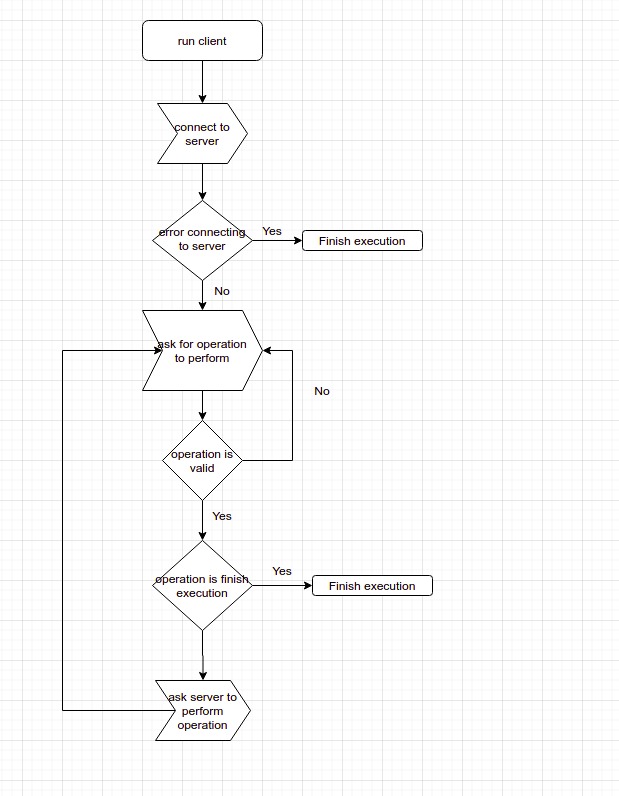 run client
connect to
server
error connecting
to server
Yes
Finish execution
No
ask for operation
to perform
No
operation is
valid
Yes
operation is finish
execution
Yes
Finish execution
ask server to
perform
operation